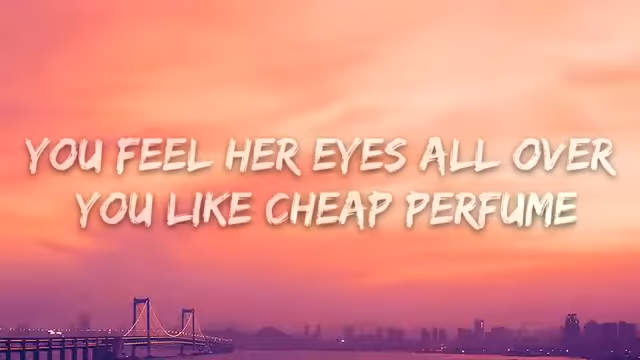 YOU FEEL HER EYES ALL OVER
YOU LIKE CHEAP PERFUME